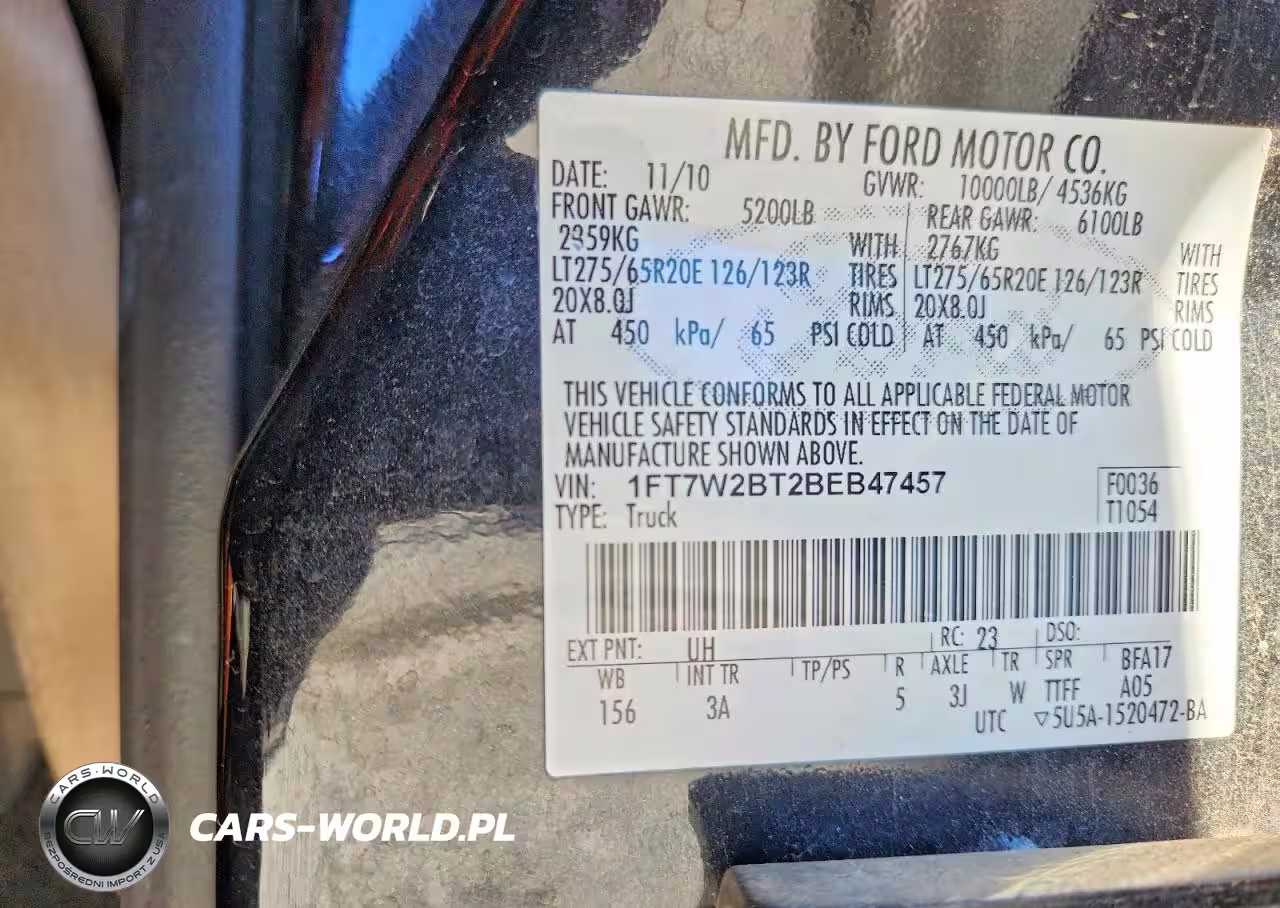 MFD. BY FORD MOTOR CO.
DATE: 11/10 GVWR: 10000LB/ 4536KG
FRONT GAWR: 5200LB REAR GAWR: 6100LB
2359KG WITH 2767KG WITH
LT275/65R20E 126/123R TIRES LT275/65R20E 126/123R TIRES
20X8.0J RIMS 20X8.0J RIMS
AT 450 kPa/ 65 PSI COLD AT 450 kPa/ 65 PSI COLD
THIS VEHICLE CONFORMS TO ALL APPLICABLE FEDERAL MOTOR
VEHICLE SAFETY STANDARDS IN EFFECT ON THE DATE OF
MANUFACTURE SHOWN ABOVE.
VIN: 1FT7W2BT2BEB47457 F0036
TYPE: Truck T1054
EXT PNT: UH RC: 23 DSO:
WB INT TR TP/PS R AXLE TR SPR BFA17
156 3A 5 3J W TTFF A05
UTC ▽5U5A-1520472-BA
CARS-WORLD
CW
BEZPOŚREDNI IMPORT Z USA
CARS-WORLD.PL